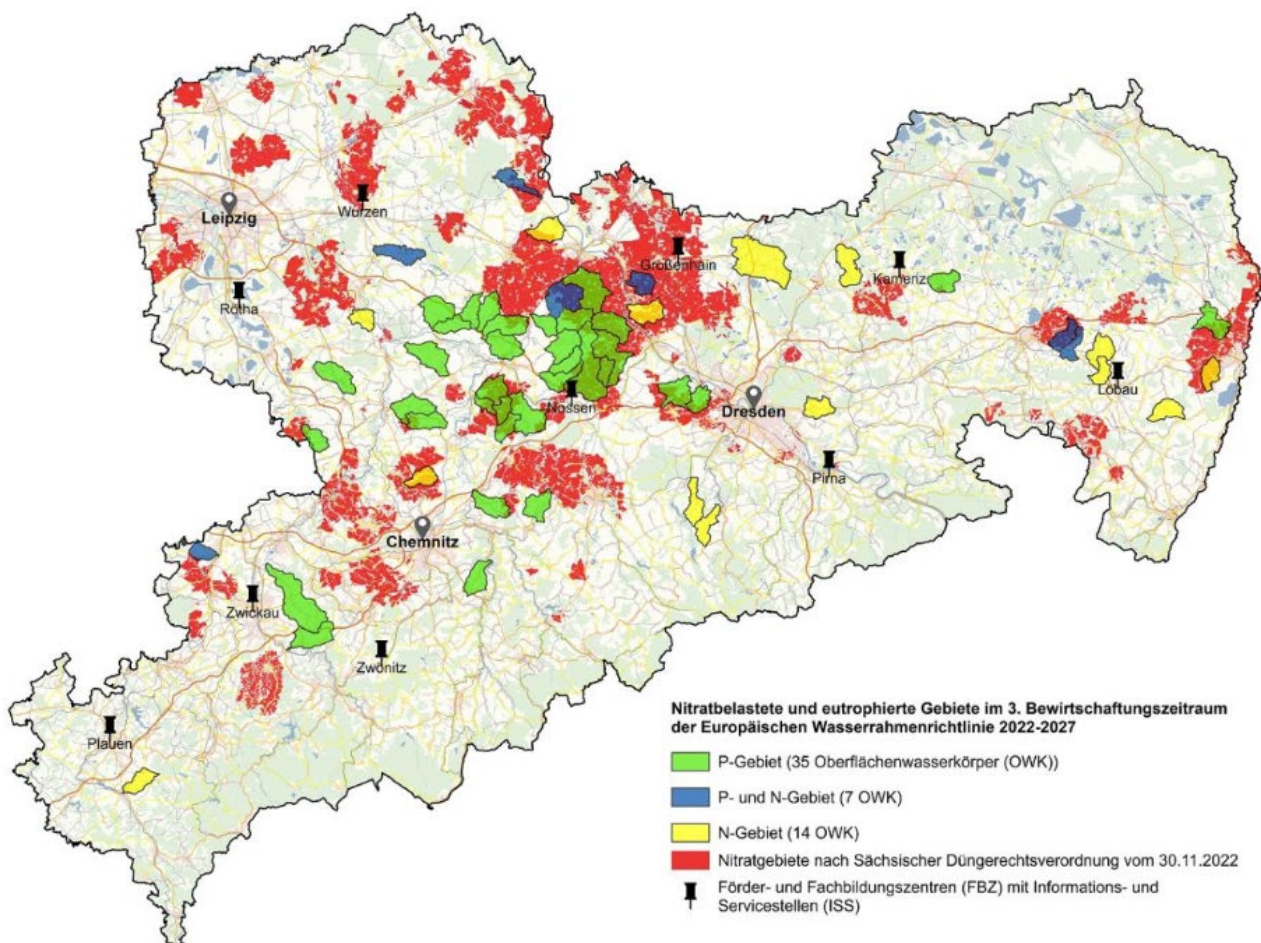 Wurzen
Leipzig
Großenhain
Kamenz
Rötha
Löbau
Nossen
Dresden
Pirna
Chemnitz
Zwickau
Zwönitz
Plauen
Nitratbelastete und eutrophierte Gebiete im 3. Bewirtschaftungszeitraum
der Europäischen Wasserrahmenrichtlinie 2022-2027
P-Gebiet (35 Oberflächenwasserkörper (OWK))
P- und N-Gebiet (7 OWK)
N-Gebiet (14 OWK)
Nitratgebiete nach Sächsischer Düngerechtsverordnung vom 30.11.2022
Förder- und Fachbildungszentren (FBZ) mit Informations- und
Servicestellen (ISS)